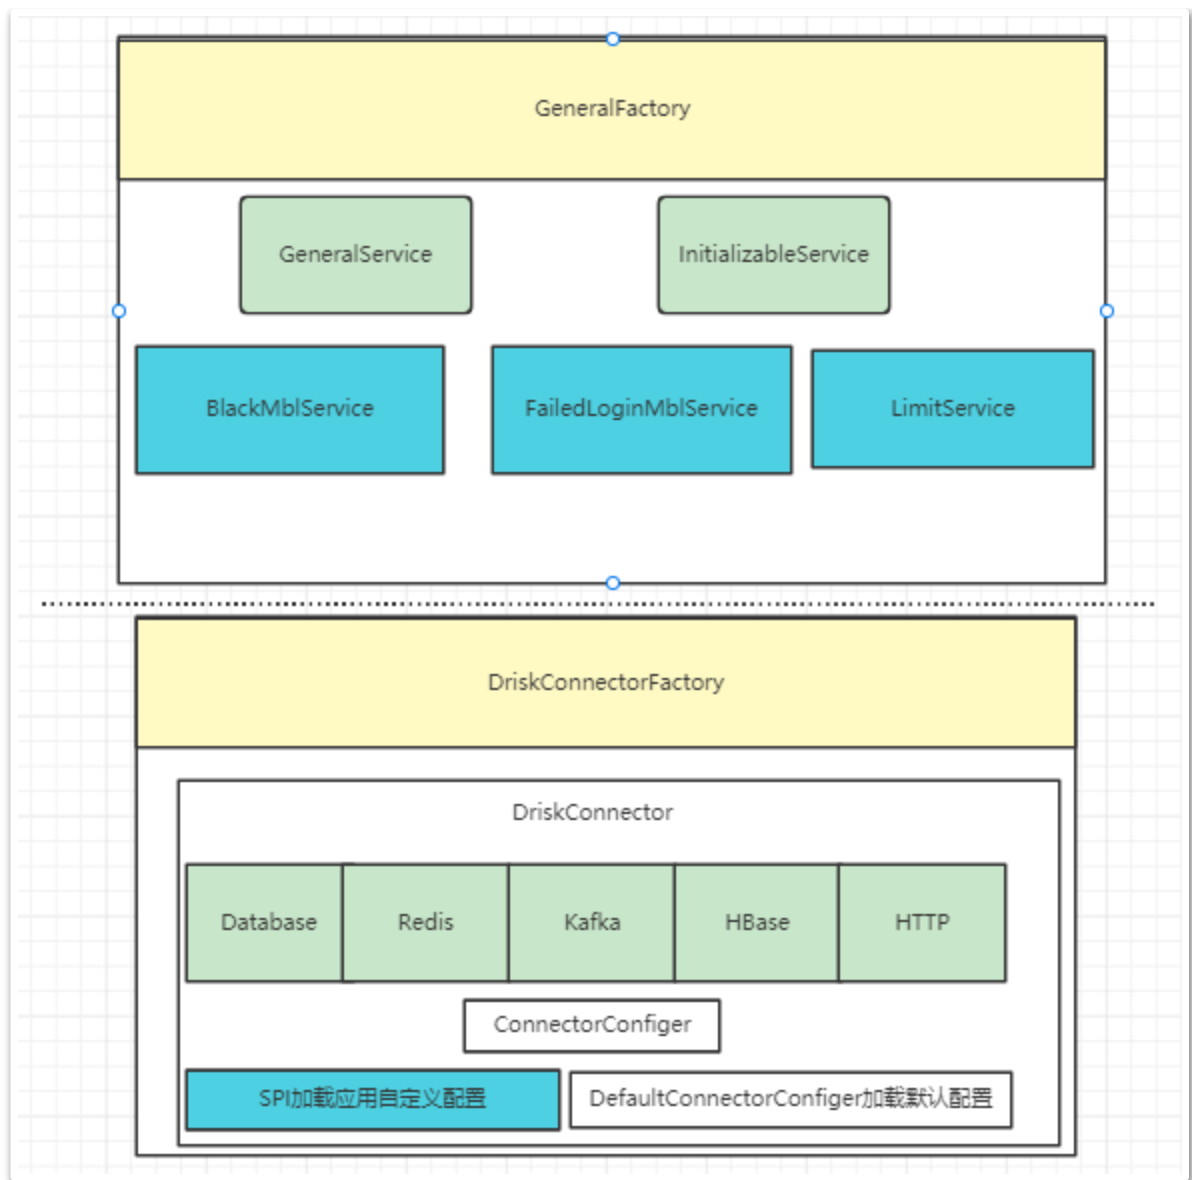 GeneralFactory
GeneralService
InitializableService
BlackMblService
FailedLoginMblService
LimitService
DriskConnectorFactory
DriskConnector
Database
Redis
Kafka
HBase
HTTP
ConnectorConfiger
SPI加载应用自定义配置
DefaultConnectorConfiger加载默认配置